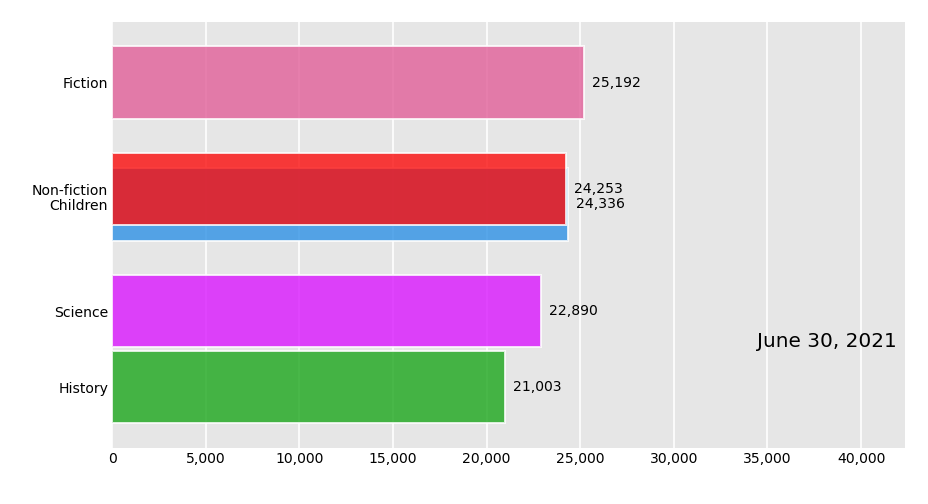 Fiction
25,192
Non-fiction
24,253
Children
24,336
Science
22,890
June 30, 2021
History
21,003
0
5,000
10,000
15,000
20,000
25,000
30,000
35,000
40,000